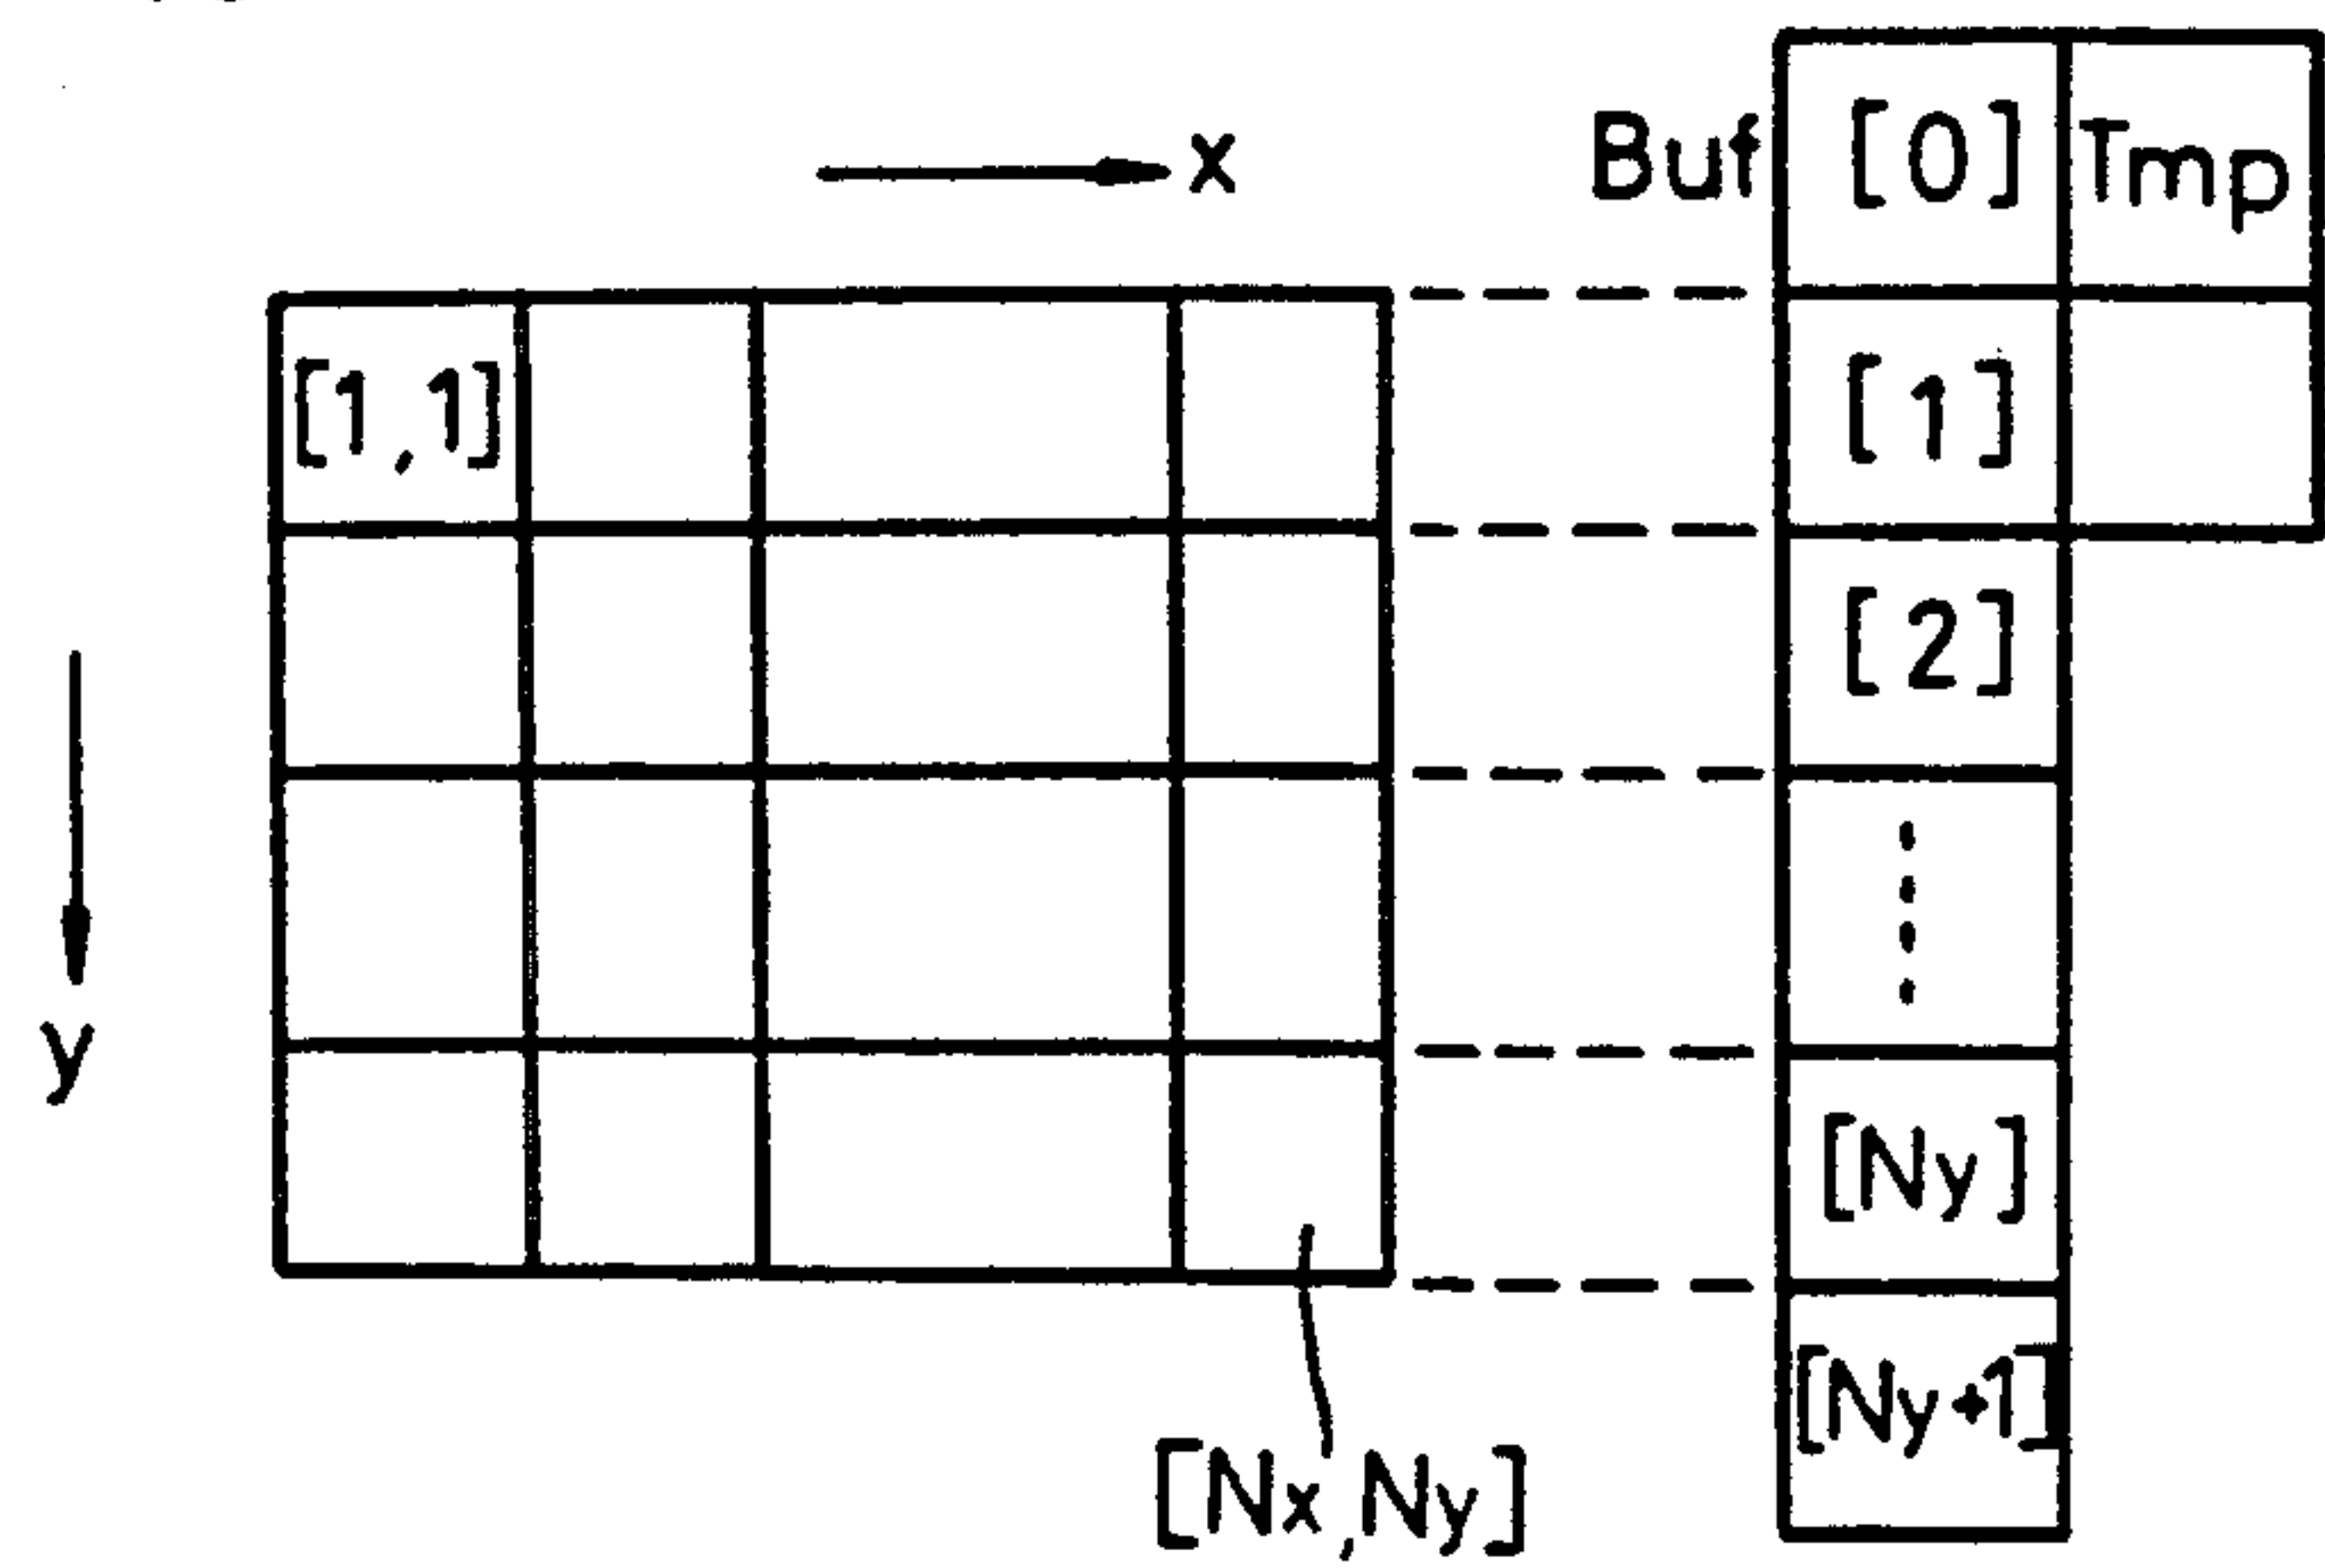 x
Buf [0] Tmp
[1,1]
[1]
[2]
y
[Ny]
[Ny+1]
[Nx,Ny]